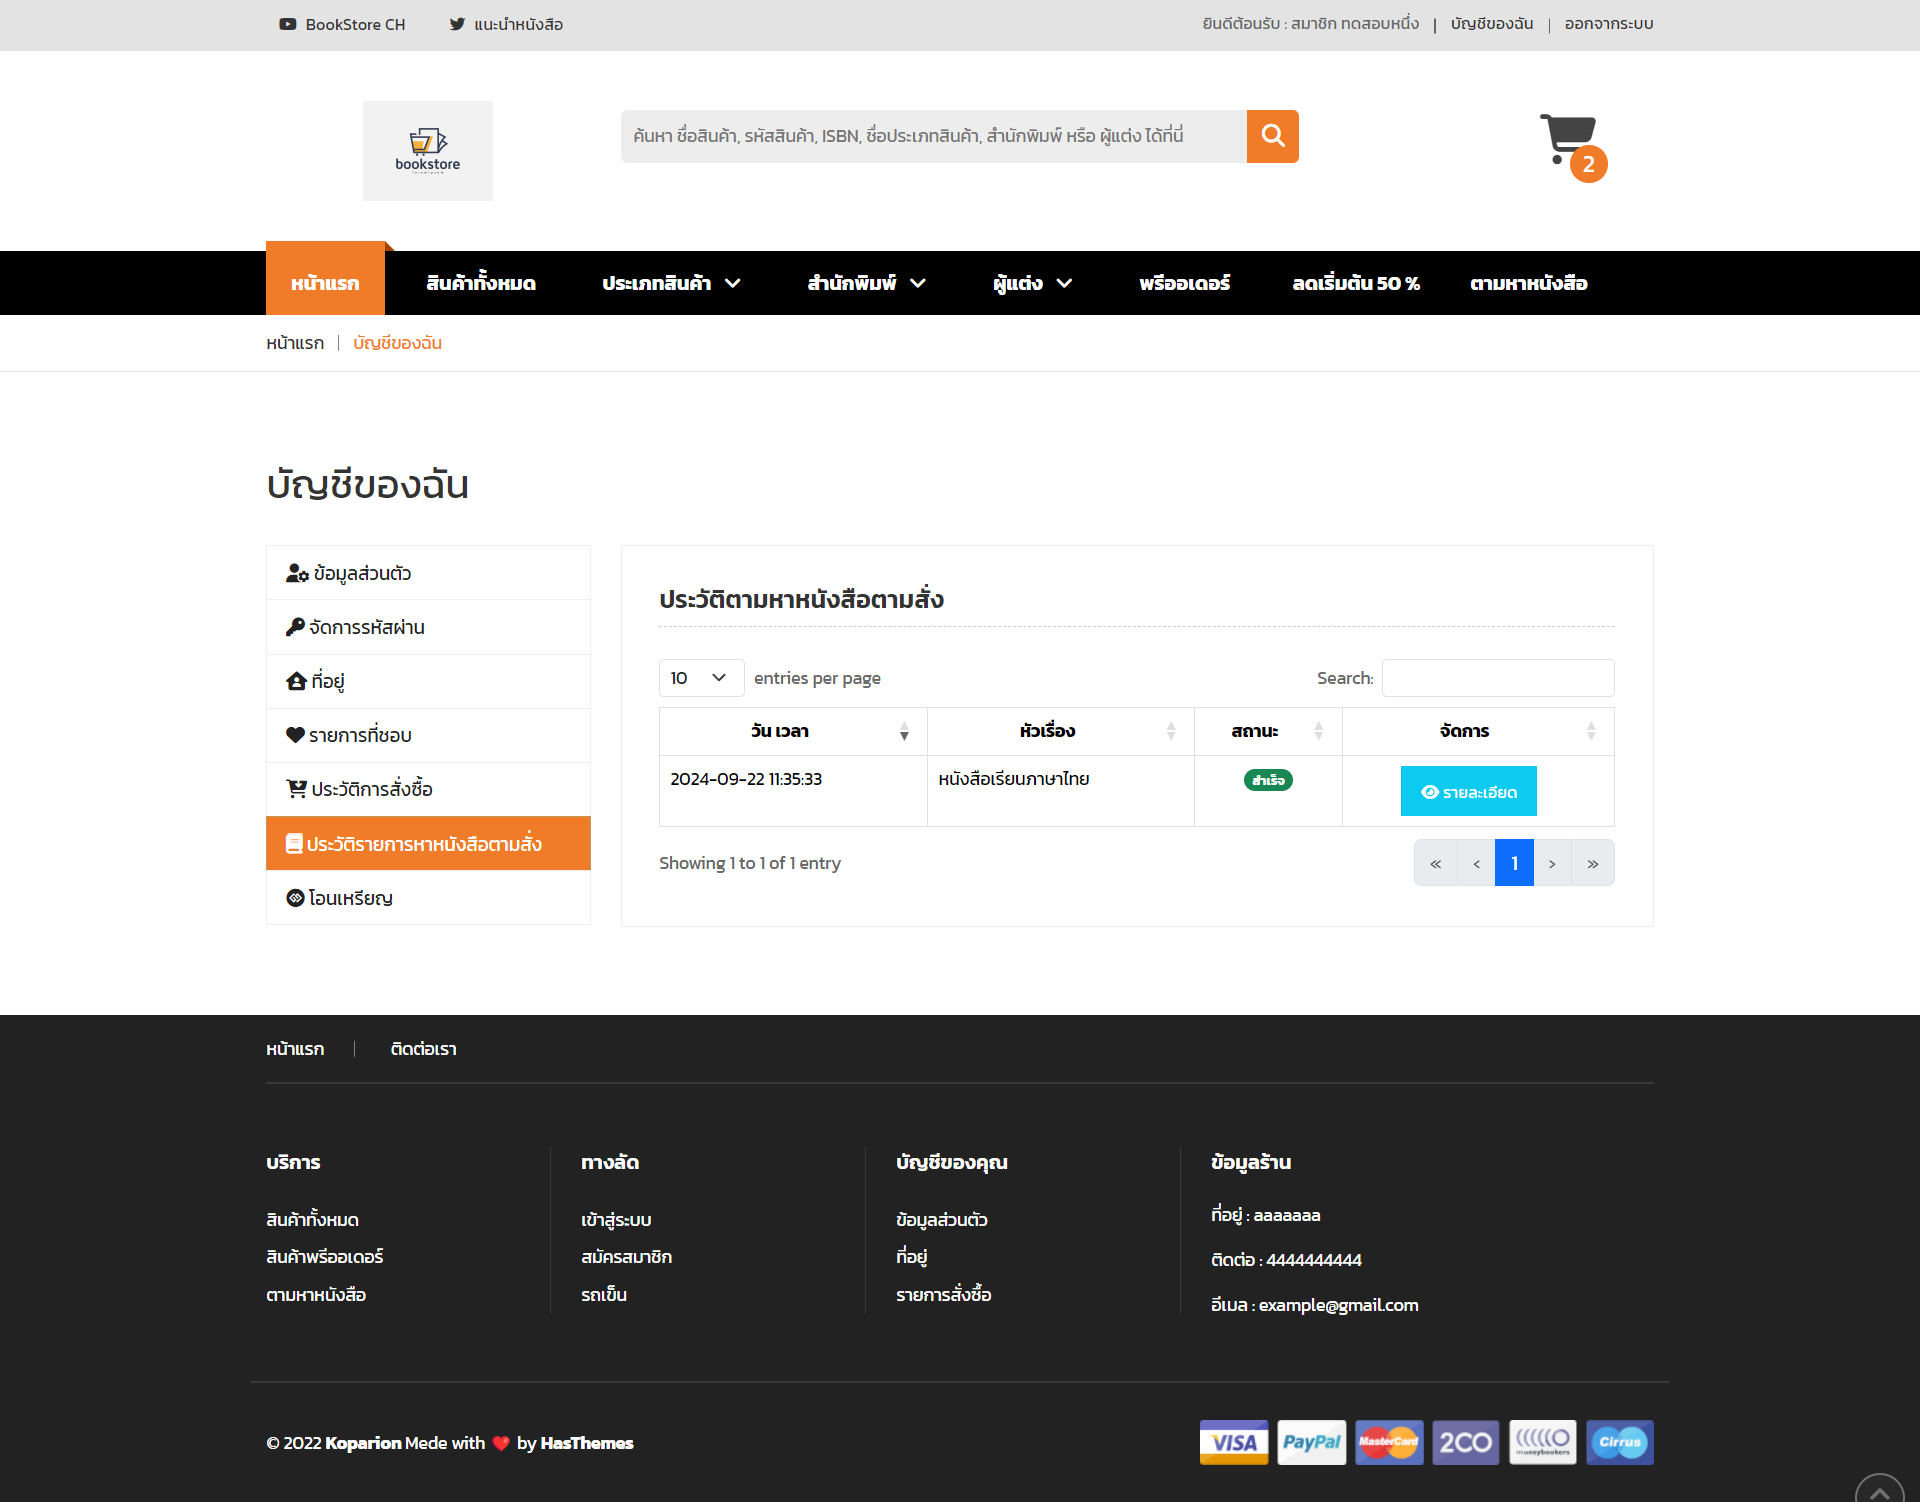 BookStore CH
แนะนำหนังสือ
ยินดีต้อนรับ : สมาชิก ทดสอบหนึ่ง | บัญชีของฉัน | ออกจากระบบ
bookstore
ค้นหา ชื่อสินค้า, รหัสสินค้า, ISBN, ชื่อประเภทสินค้า, สำนักพิมพ์ หรือ ผู้แต่ง ได้ที่นี่
2
หน้าแรก สินค้าทั้งหมด ประเภทสินค้า สำนักพิมพ์ ผู้แต่ง พรีออเดอร์ ลดเริ่มต้น 50 % ตามหาหนังสือ
หน้าแรก | บัญชีของฉัน
บัญชีของฉัน
ข้อมูลส่วนตัว
จัดการรหัสผ่าน
ที่อยู่
รายการที่ชอบ
ประวัติการสั่งซื้อ
ประวัติรายการหาหนังสือตามสั่ง
โอนเหรียญ
ประวัติตามหาหนังสือตามสั่ง
10 entries per page
Search:
วัน เวลา หัวเรื่อง สถานะ จัดการ
2024-09-22 11:35:33 หนังสือเรียนภาษาไทย สำเร็จ รายละเอียด
Showing 1 to 1 of 1 entry
« ‹ 1 › »
หน้าแรก | ติดต่อเรา
บริการ
สินค้าทั้งหมด
สินค้าพรีออเดอร์
ตามหาหนังสือ
ทางลัด
เข้าสู่ระบบ
สมัครสมาชิก
รถเข็น
บัญชีของคุณ
ข้อมูลส่วนตัว
ที่อยู่
รายการสั่งซื้อ
ข้อมูลร้าน
ที่อยู่ : aaaaaaa
ติดต่อ : 4444444444
อีเมล : example@gmail.com
© 2022 Koparion Mede with ❤️ by HasThemes
VISA PayPal MasterCard 2CO moneybookers Cirrus